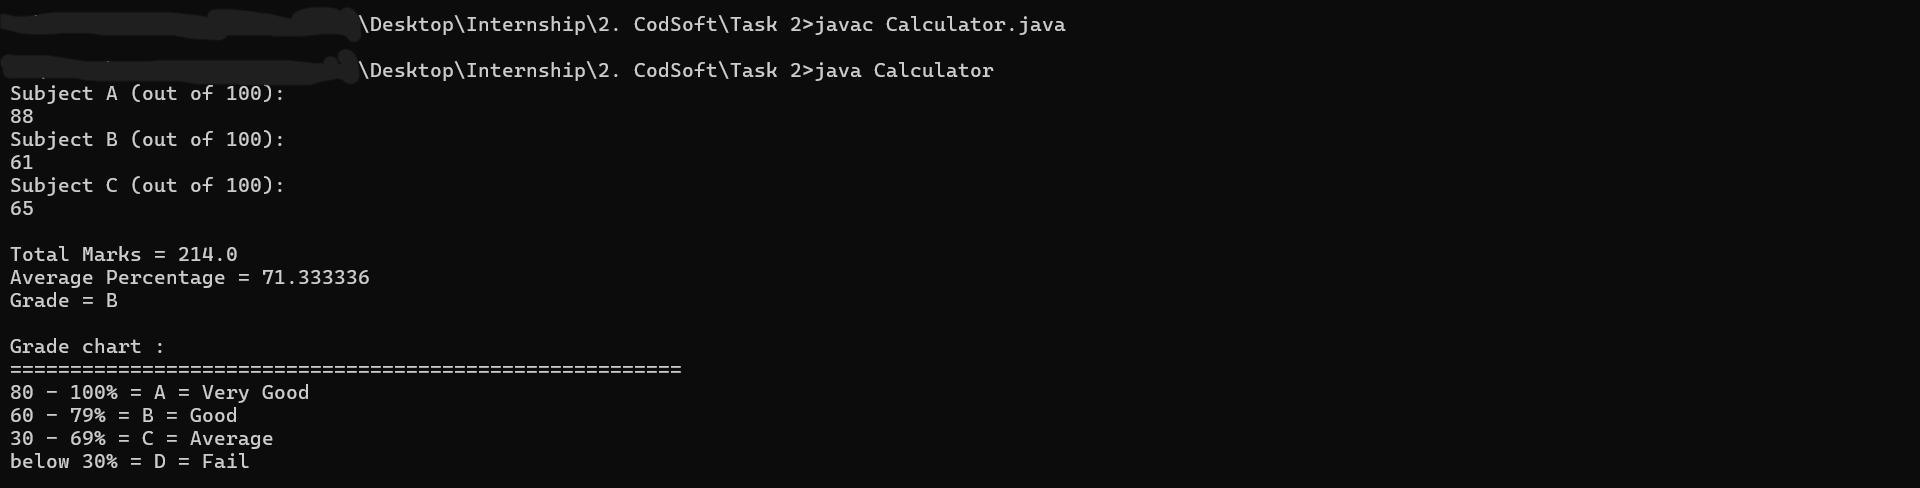 \Desktop\Internship\2. CodSoft\Task 2>javac Calculator.java
\Desktop\Internship\2. CodSoft\Task 2>java Calculator
Subject A (out of 100):
88
Subject B (out of 100):
61
Subject C (out of 100):
65
Total Marks = 214.0
Average Percentage = 71.333336
Grade = B
Grade chart :
========================================================
80 - 100% = A = Very Good
60 - 79% = B = Good
30 - 69% = C = Average
below 30% = D = Fail